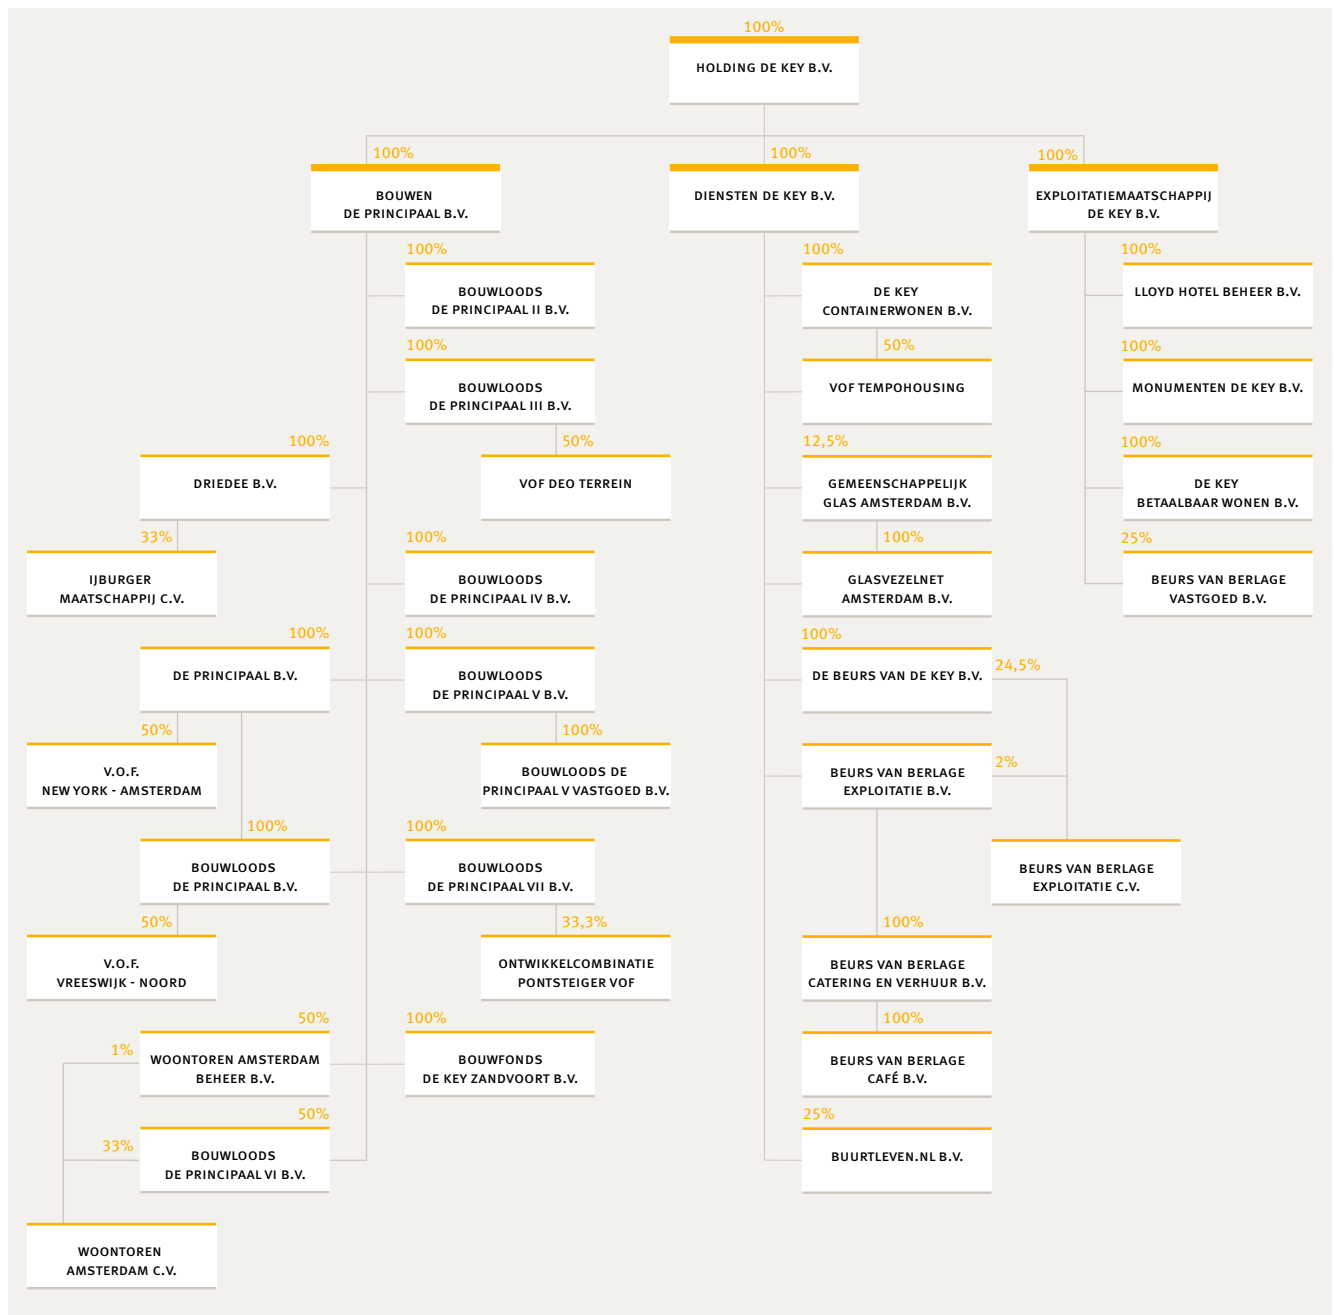 100%
HOLDING DE KEY B.V.
100%
BOUWEN
DE PRINCIPAAL B.V.
100%
BOUWLOODS
DE PRINCIPAAL II B.V.
100%
BOUWLOODS
DE PRINCIPAAL III B.V.
50%
VOF DEO TERREIN
100%
DRIEDEE B.V.
33%
IJBURGER
MAATSCHAPPIJ C.V.
100%
BOUWLOODS
DE PRINCIPAAL IV B.V.
100%
DE PRINCIPAAL B.V.
50%
V.O.F.
NEW YORK - AMSTERDAM
100%
BOUWLOODS
DE PRINCIPAAL V B.V.
100%
BOUWLOODS DE
PRINCIPAAL V VASTGOED B.V.
100%
BOUWLOODS
DE PRINCIPAAL B.V.
50%
V.O.F.
VREESWIJK - NOORD
100%
BOUWLOODS
DE PRINCIPAAL VII B.V.
33,3%
ONTWIKKELCOMBINATIE
PONTSTEIGER VOF
50%
1%
WOONTOREN AMSTERDAM
BEHEER B.V.
100%
BOUWFONDS
DE KEY ZANDVOORT B.V.
50%
33%
BOUWLOODS
DE PRINCIPAAL VI B.V.
WOONTOREN
AMSTERDAM C.V.
100%
DIENSTEN DE KEY B.V.
100%
DE KEY
CONTAINERWONEN B.V.
50%
VOF TEMPOHOUSING
12,5%
GEMEENSCHAPPELIJK
GLAS AMSTERDAM B.V.
100%
GLASVEZELNET
AMSTERDAM B.V.
100%
DE BEURS VAN DE KEY B.V.
24,5%
BEURS VAN BERLAGE
EXPLOITATIE B.V.
2%
BEURS VAN BERLAGE
EXPLOITATIE C.V.
100%
BEURS VAN BERLAGE
CATERING EN VERHUUR B.V.
100%
BEURS VAN BERLAGE
CAFÉ B.V.
25%
BUURTLEVEN.NL B.V.
100%
EXPLOITATIEMAATSCHAPPIJ
DE KEY B.V.
100%
LLOYD HOTEL BEHEER B.V.
100%
MONUMENTEN DE KEY B.V.
100%
DE KEY
BETAALBAAR WONEN B.V.
25%
BEURS VAN BERLAGE
VASTGOED B.V.